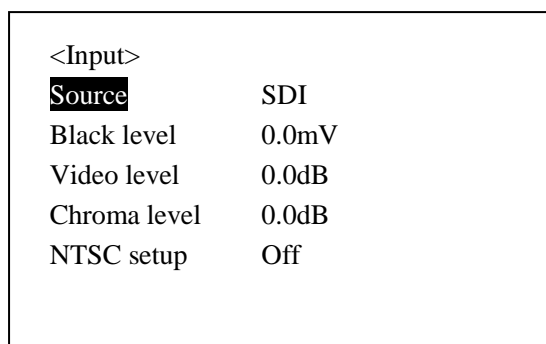 <Input>
Source SDI
Black level 0.0mV
Video level 0.0dB
Chroma level 0.0dB
NTSC setup Off